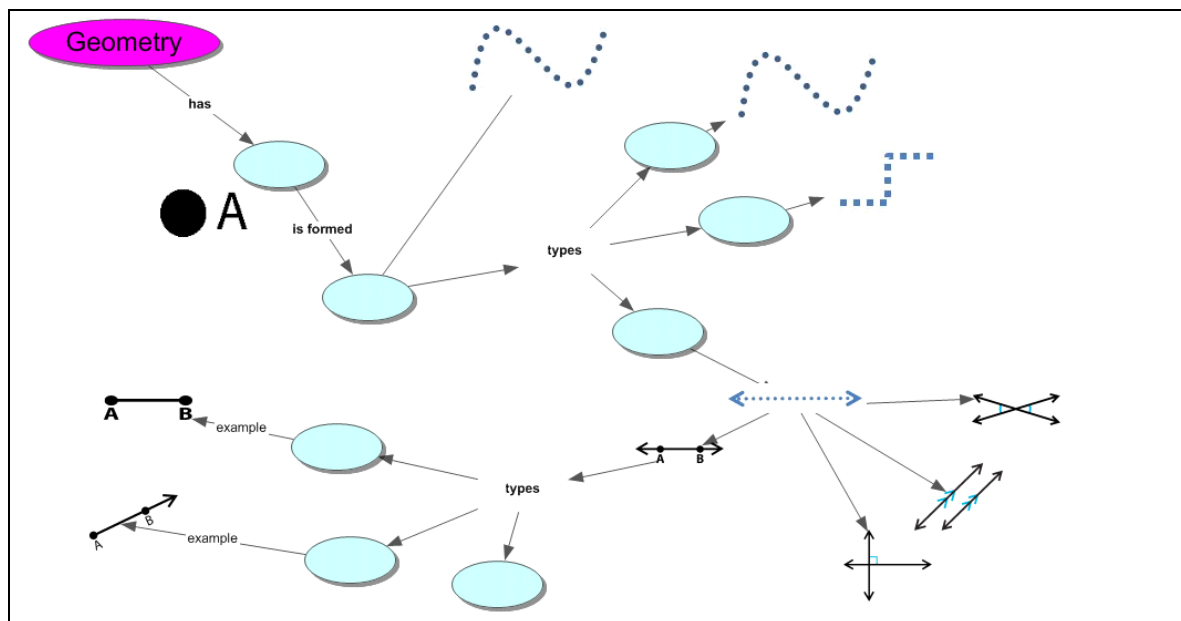 Geometry
has
A
is formed
types
A B
example
A B
types
A B
example